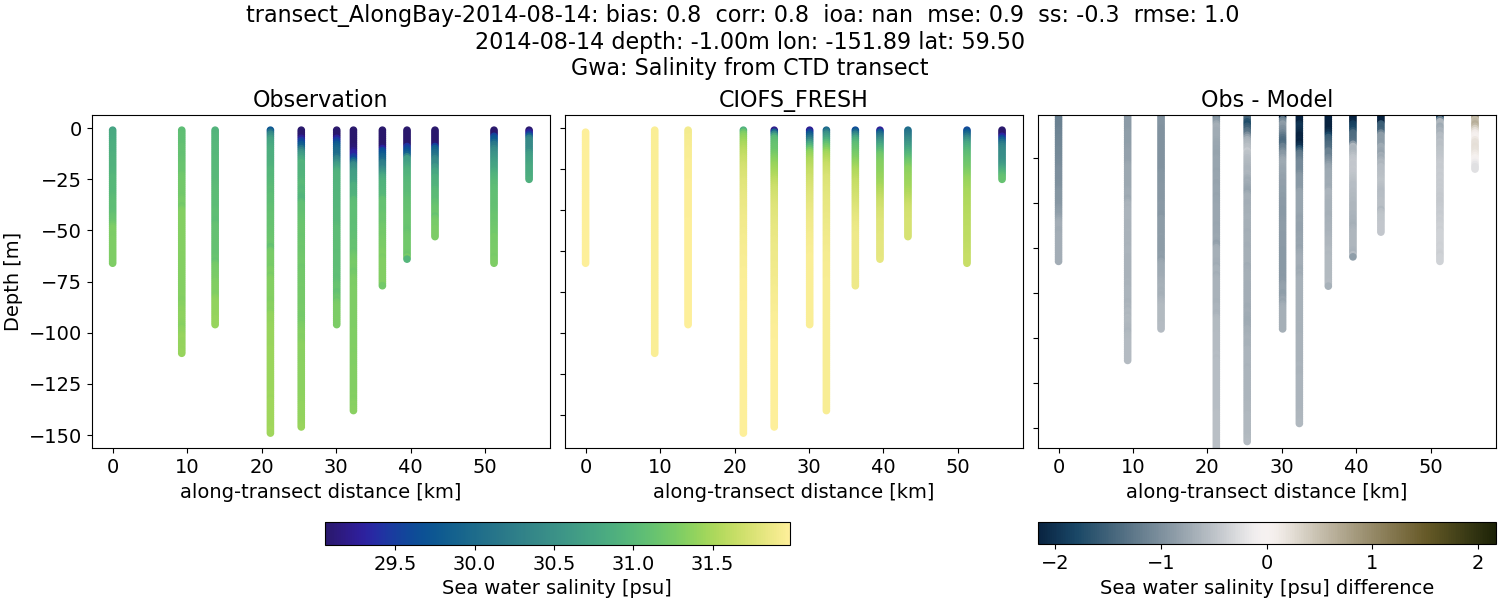 transect_AlongBay-2014-08-14: bias: 0.8  corr: 0.8  ioa: nan  mse: 0.9  ss: -0.3  rmse: 1.0
2014-08-14 depth: -1.00m lon: -151.89 lat: 59.50
Gwa: Salinity from CTD transect
Observation
CIOFS_FRESH
Obs - Model
Depth [m]
0
−25
−50
−75
−100
−125
−150
0 10 20 30 40 50
0 10 20 30 40 50
0 10 20 30 40 50
along-transect distance [km]
along-transect distance [km]
along-transect distance [km]
29.5 30.0 30.5 31.0 31.5
Sea water salinity [psu]
−2 −1 0 1 2
Sea water salinity [psu] difference